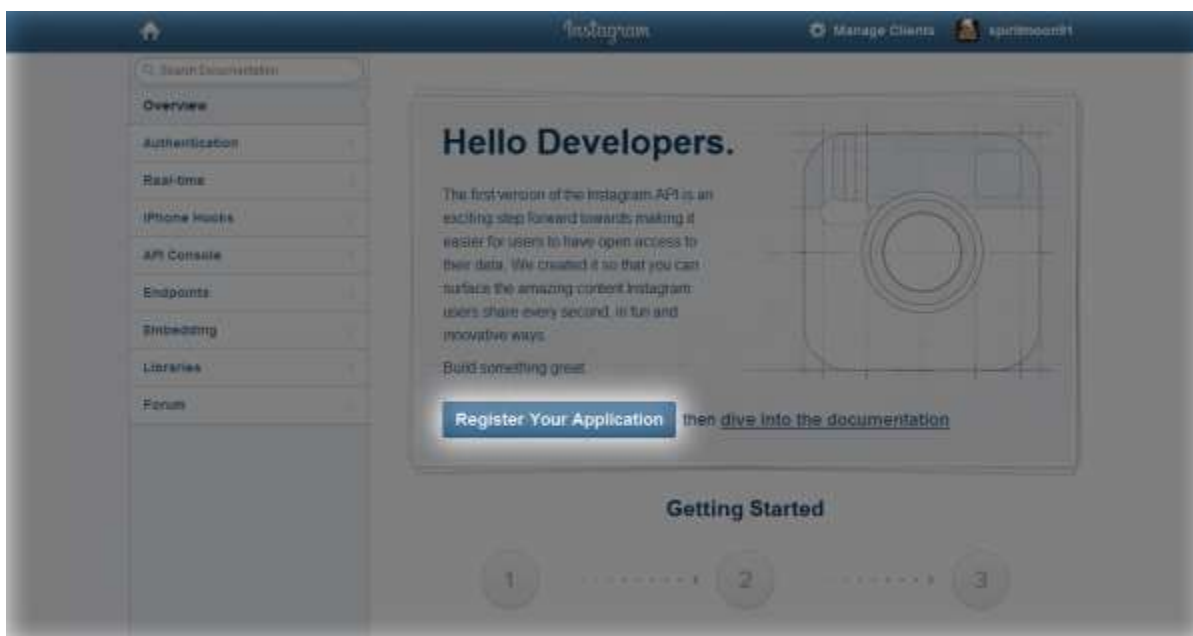 Instagram
Manage Clients
spiritmoon91
Search Documentation
Overview
Authentication
Real-time
iPhone Hooks
API Console
Endpoints
Embedding
Libraries
Forum
Hello Developers.
The first version of the Instagram API is an
exciting step forward towards making it
easier for users to have open access to
their data. We created it so that you can
surface the amazing content Instagram
users share every second, in fun and
innovative ways.
Build something great.
Register Your Application then dive into the documentation
Getting Started
1 2 3